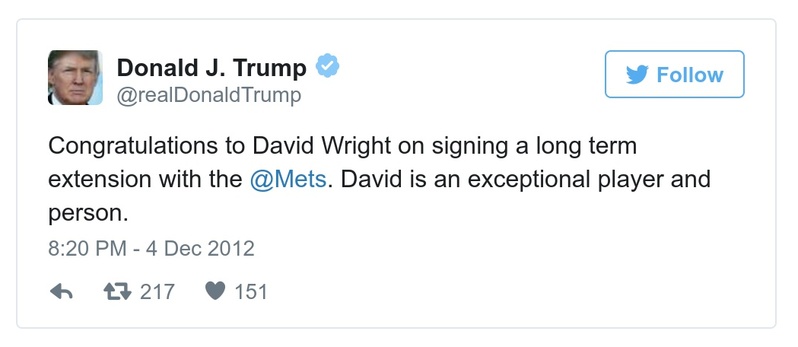 Donald J. Trump
@realDonaldTrump
Follow
Congratulations to David Wright on signing a long term
extension with the @Mets. David is an exceptional player and
person.
8:20 PM - 4 Dec 2012
217 151